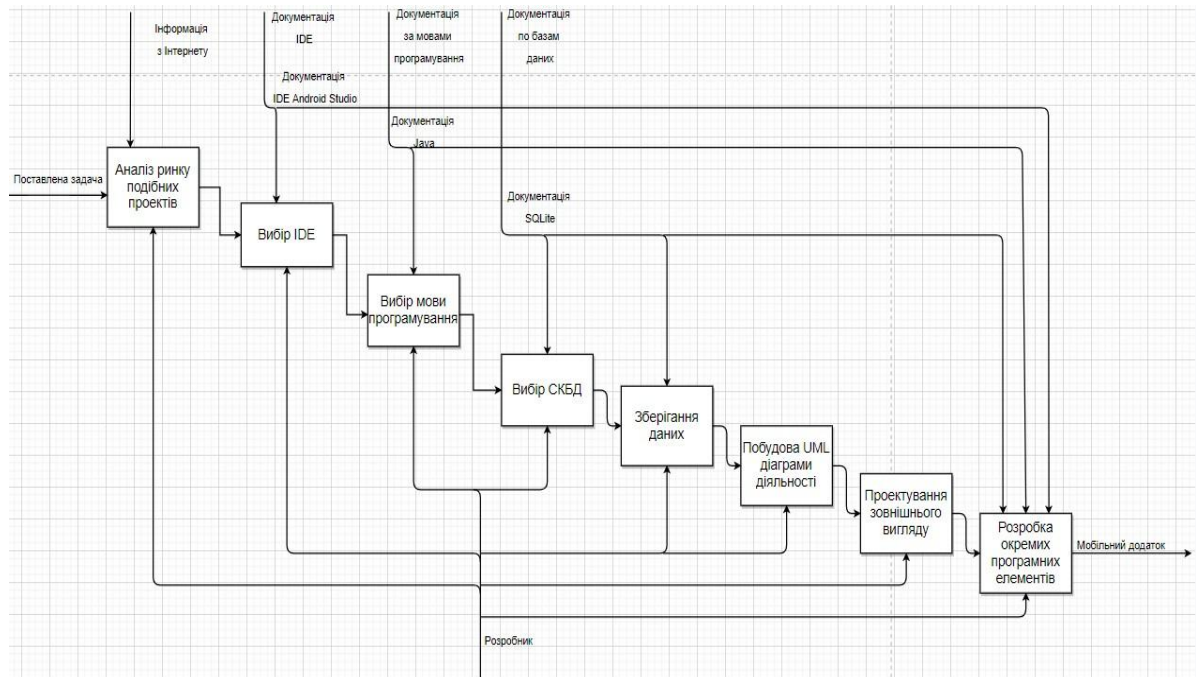 Інформація
з Інтернету
Документація
IDE
Документація
за мовами
програмування
Документація
по базам
даних
Документація
IDE Android Studio
Документація
Java
Поставлена задача
Аналіз ринку
подібних
проектів
Документація
SQLite
Вибір IDE
Вибір мови
програмування
Вибір СКБД
Зберігання
даних
Побудова UML
діаграми
діяльності
Проектування
зовнішнього
вигляду
Розробка
окремих
програмних
елементів
Мобільний додаток
Розробник